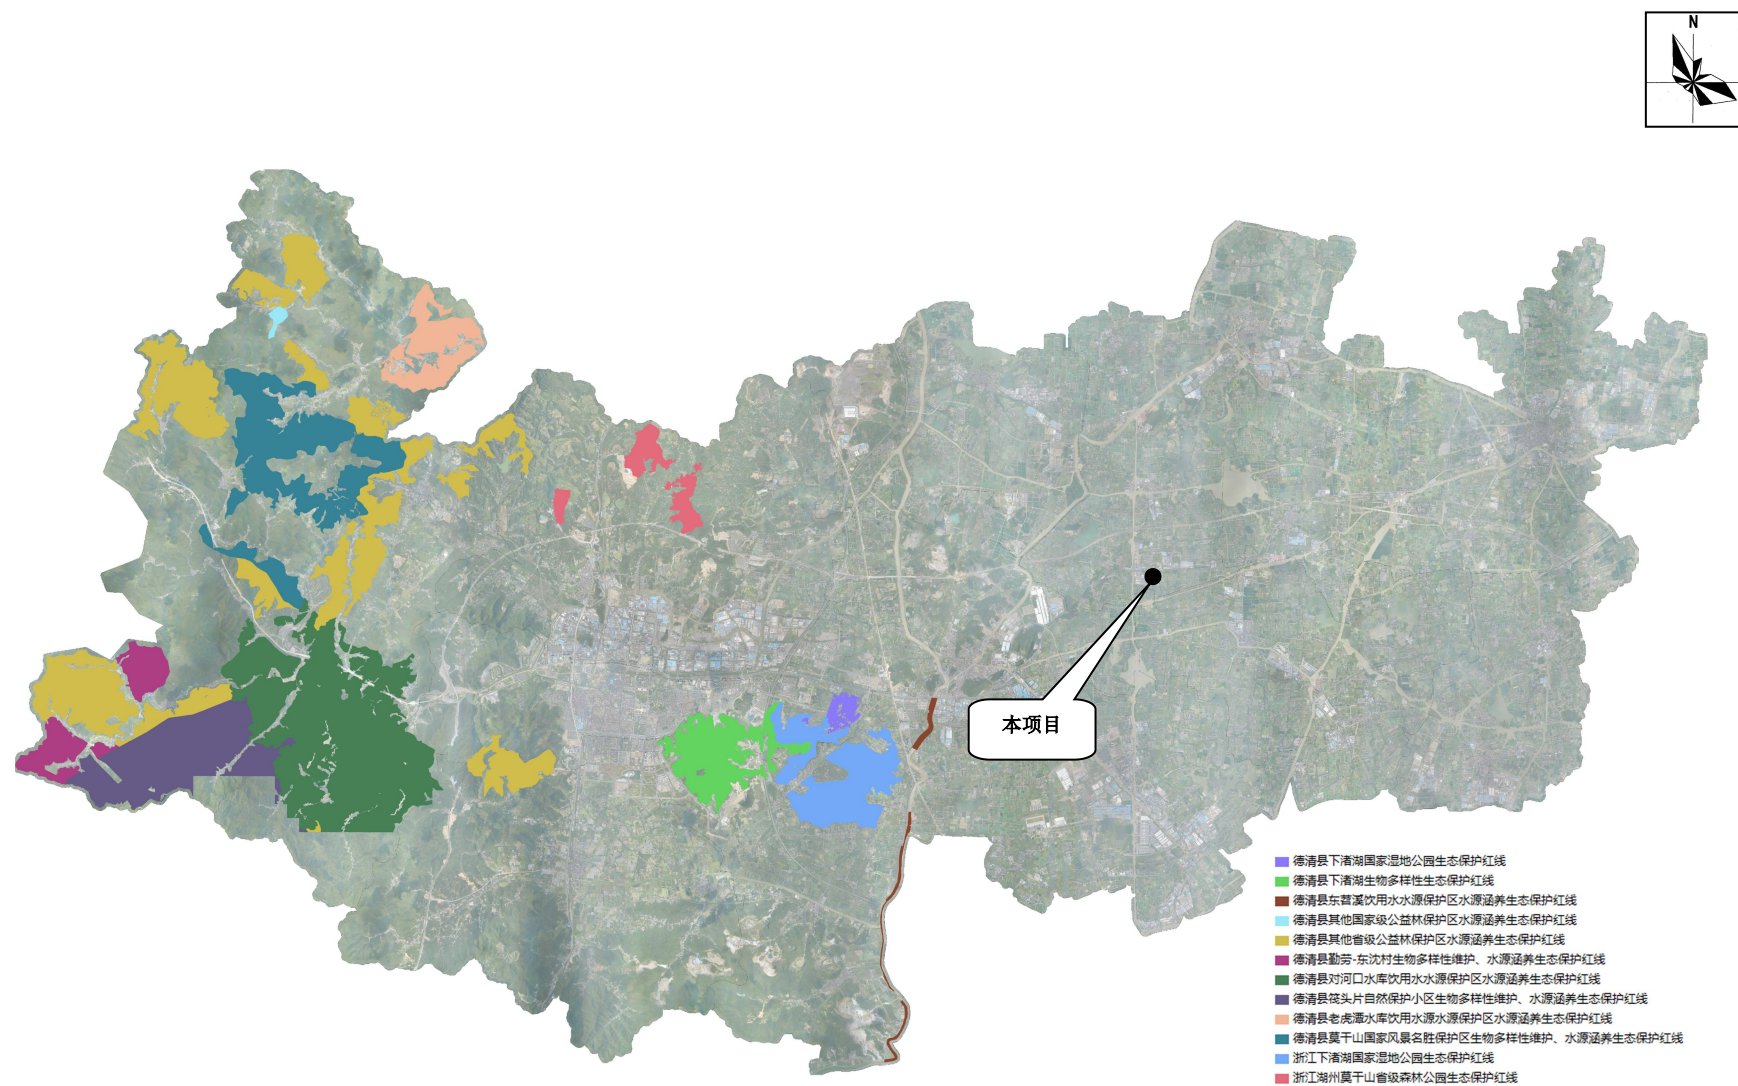 N
本项目
德清县下渚湖国家湿地公园生态保护红线
德清县下渚湖生物多样性生态保护红线
德清县东苕溪饮用水水源保护区水源涵养生态保护红线
德清县其他国家级公益林保护区水源涵养生态保护红线
德清县其他省级公益林保护区水源涵养生态保护红线
德清县勤劳-东沈村生物多样性维护、水源涵养生态保护红线
德清县对河口水库饮用水水源保护区水源涵养生态保护红线
德清县筏头片自然保护小区生物多样性维护、水源涵养生态保护红线
德清县老虎潭水库饮用水源水源保护区水源涵养生态保护红线
德清县莫干山国家风景名胜保护区生物多样性维护、水源涵养生态保护红线
浙江下渚湖国家湿地公园生态保护红线
浙江湖州莫干山省级森林公园生态保护红线